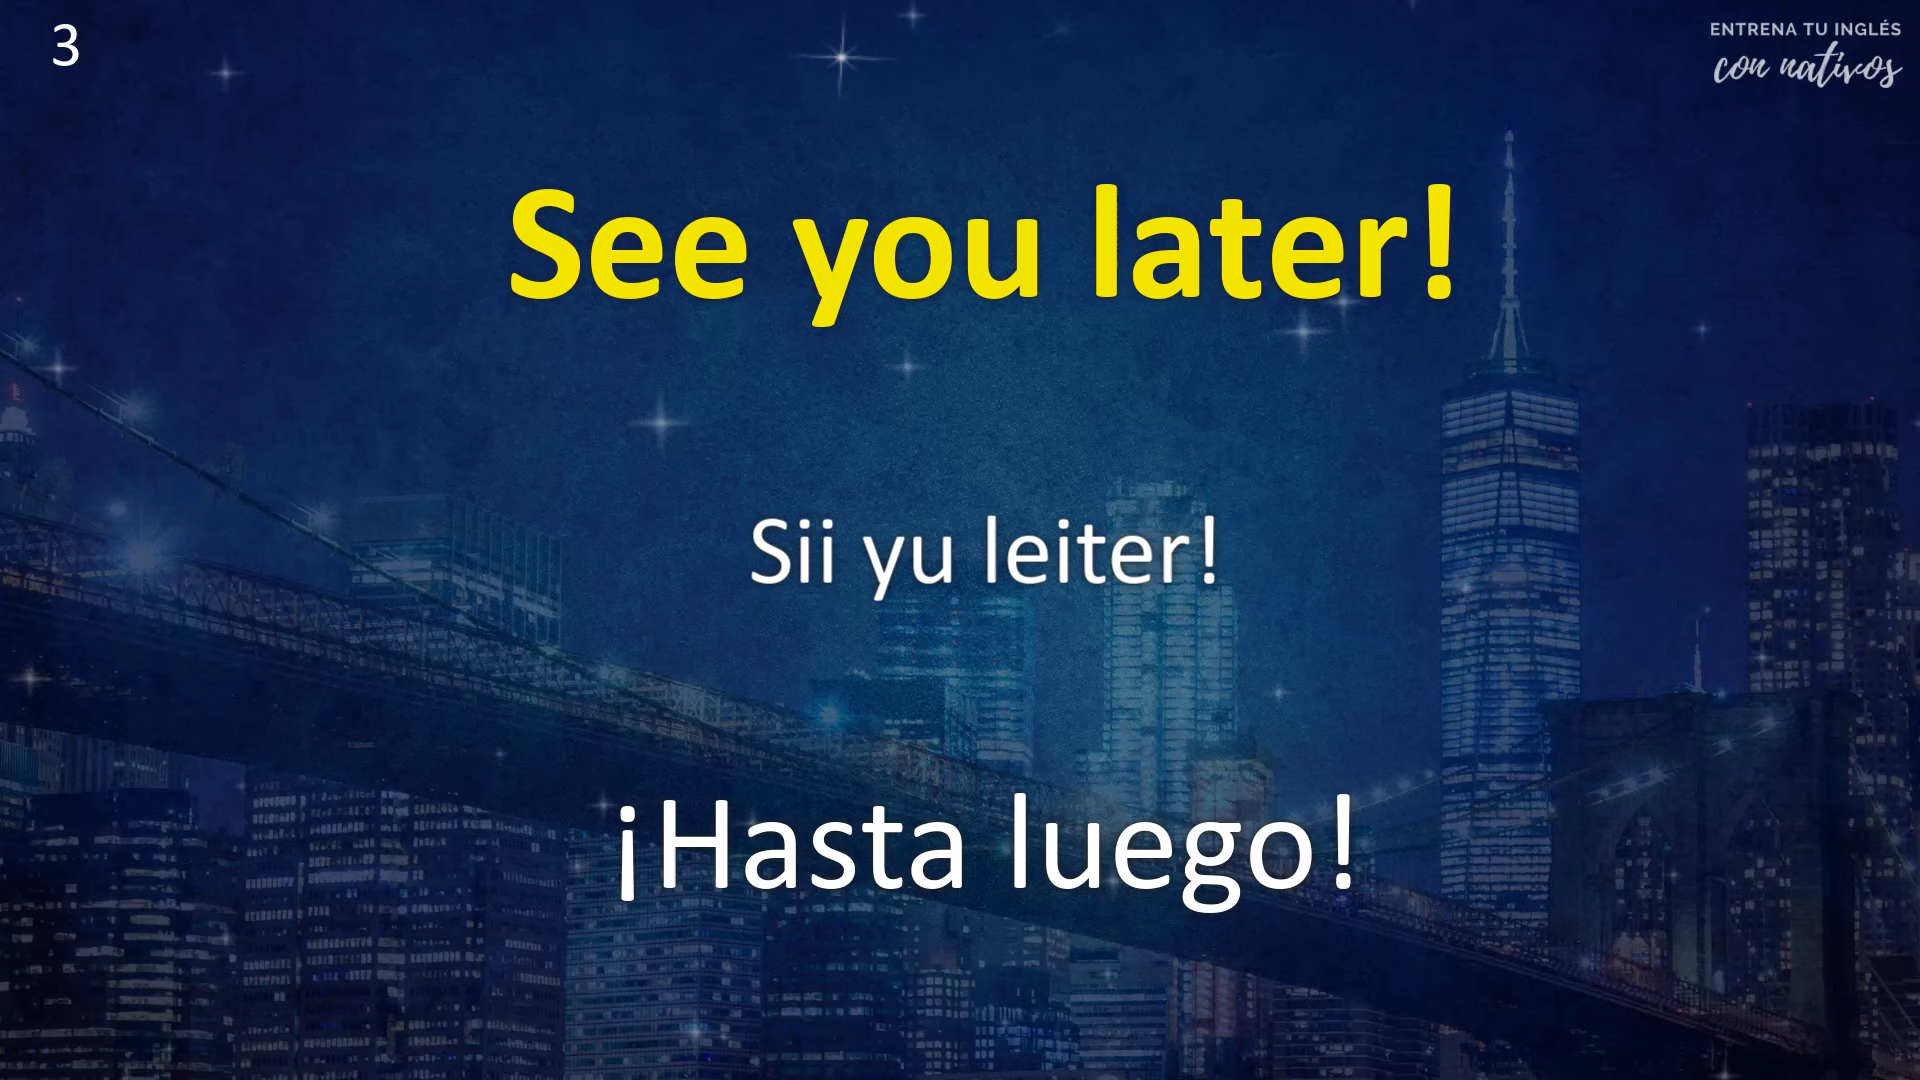 3
ENTRENA TU INGLÉS
con nativos
See you later!
Sii yu leiter!
¡Hasta luego!